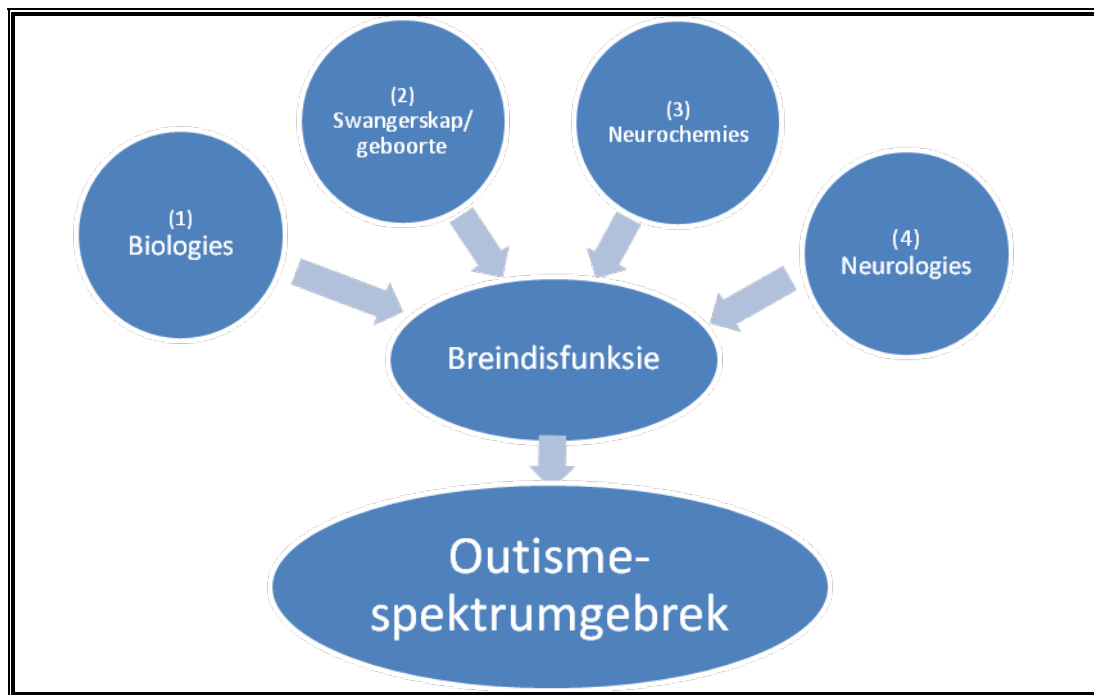 (1)
Biologies
(2)
Swangerskap/
geboorte
(3)
Neurochemies
(4)
Neurologies
Breindisfunksie
Outisme-
spektrumgebrek